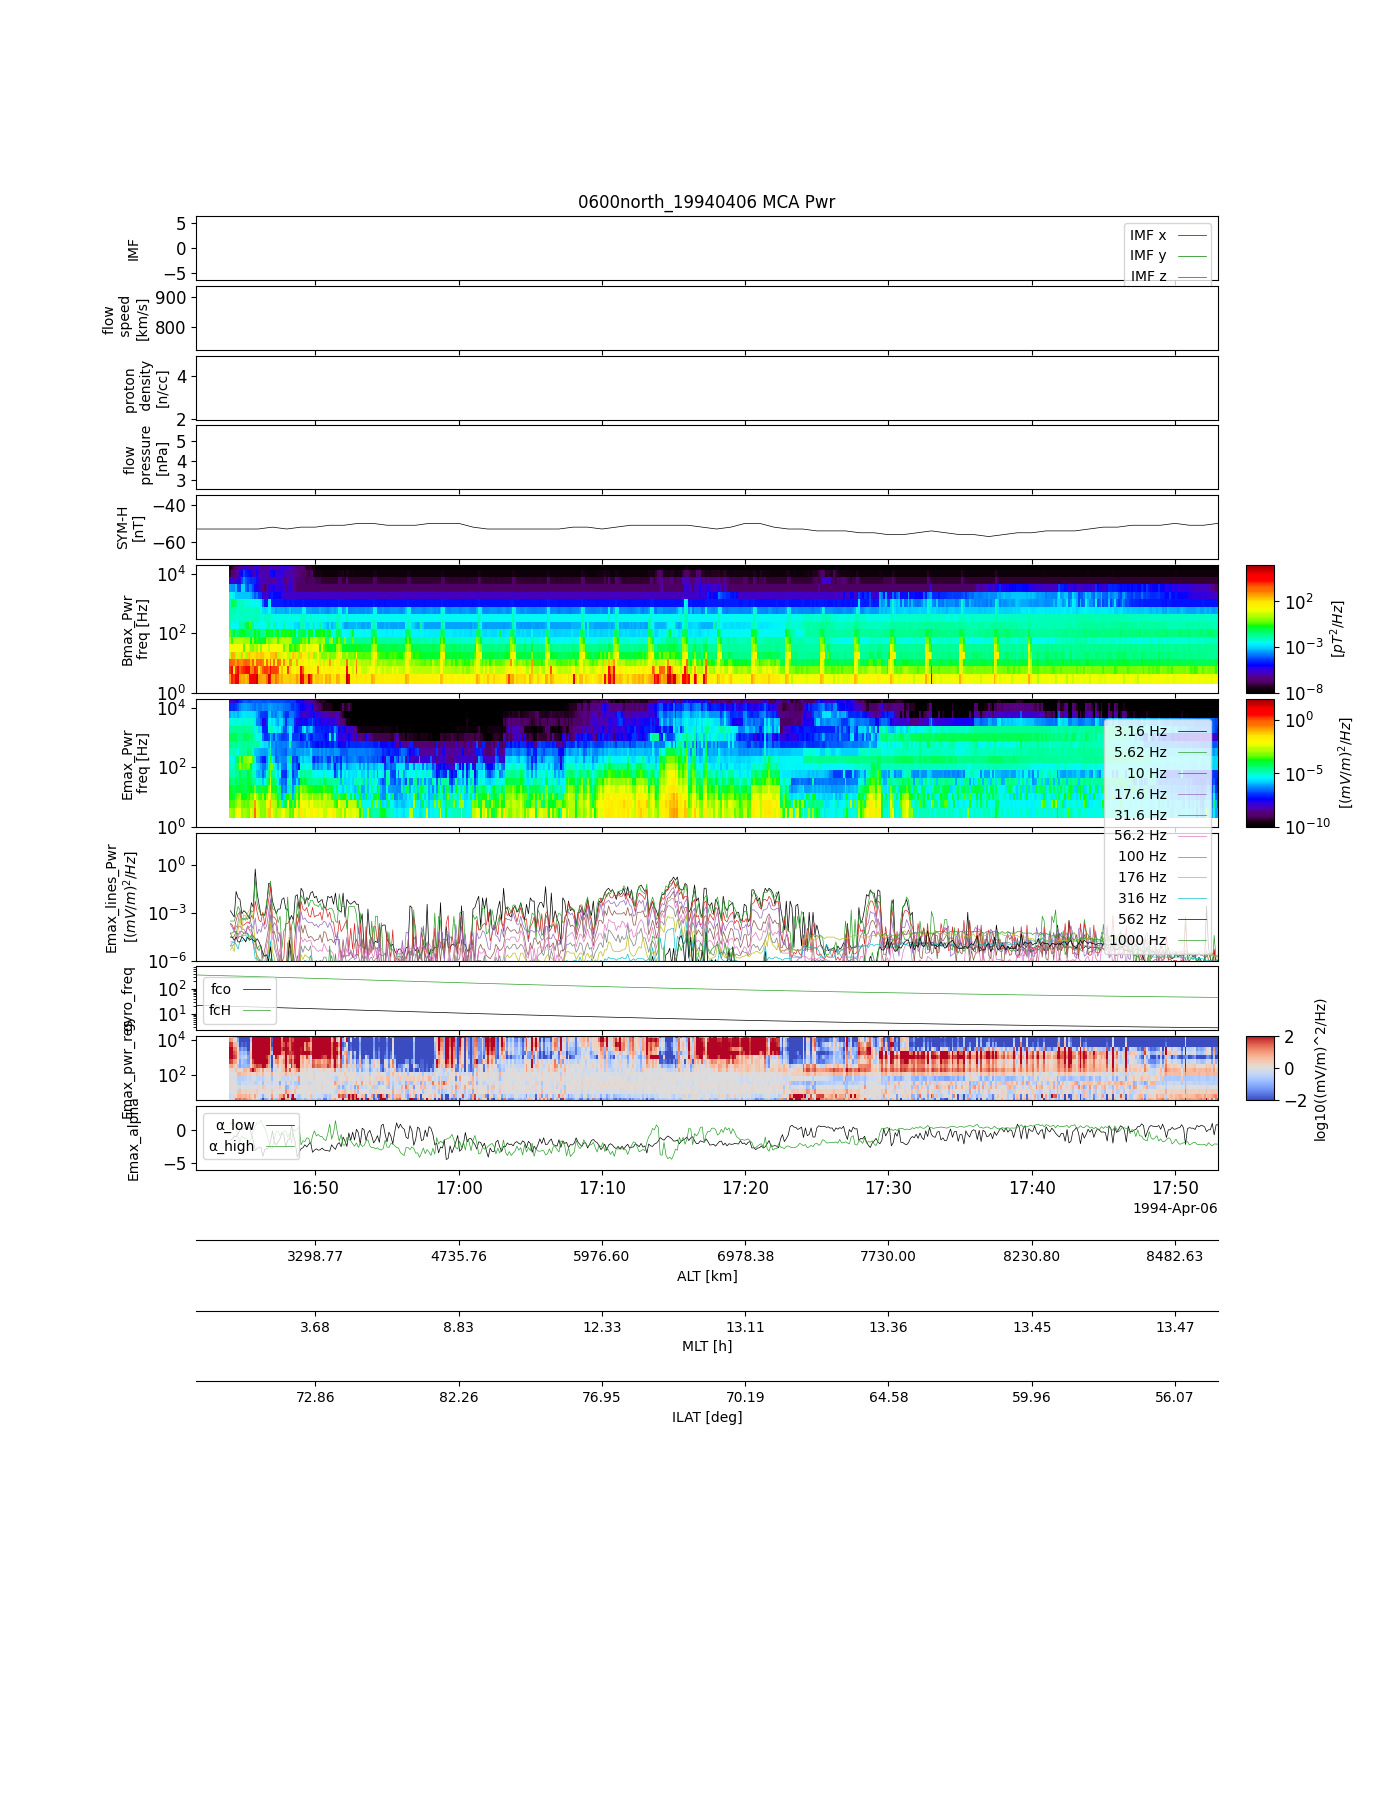 0600north_19940406 MCA Pwr
5
0
−5
IMF
IMF x
IMF y
IMF z
900
800
flow
speed
[km/s]
4
2
proton
density
[n/cc]
5
4
3
flow
pressure
[nPa]
−40
−60
SYM-H
[nT]
10^4
10^2
10^0
Bmax_Pwr
freq [Hz]
10^2
10^−3
10^−8
[pT^2/Hz]
10^4
10^2
10^0
Emax_Pwr
freq [Hz]
10^0
10^−5
10^−10
[(mV/m)^2/Hz]
3.16 Hz
5.62 Hz
10 Hz
17.6 Hz
31.6 Hz
56.2 Hz
100 Hz
176 Hz
316 Hz
562 Hz
1000 Hz
10^0
10^−3
10^−6
Emax_lines_Pwr
[(mV/m)^2/Hz]
10^2
10^1
gyro_freq
fco
fcH
10^4
10^2
Emax_pwr_reg
2
0
−2
log10((mV/m)^2/Hz)
0
−5
Emax_alpha
α_low
α_high
16:50 17:00 17:10 17:20 17:30 17:40 17:50
1994-Apr-06
3298.77 4735.76 5976.60 6978.38 7730.00 8230.80 8482.63
ALT [km]
3.68 8.83 12.33 13.11 13.36 13.45 13.47
MLT [h]
72.86 82.26 76.95 70.19 64.58 59.96 56.07
ILAT [deg]